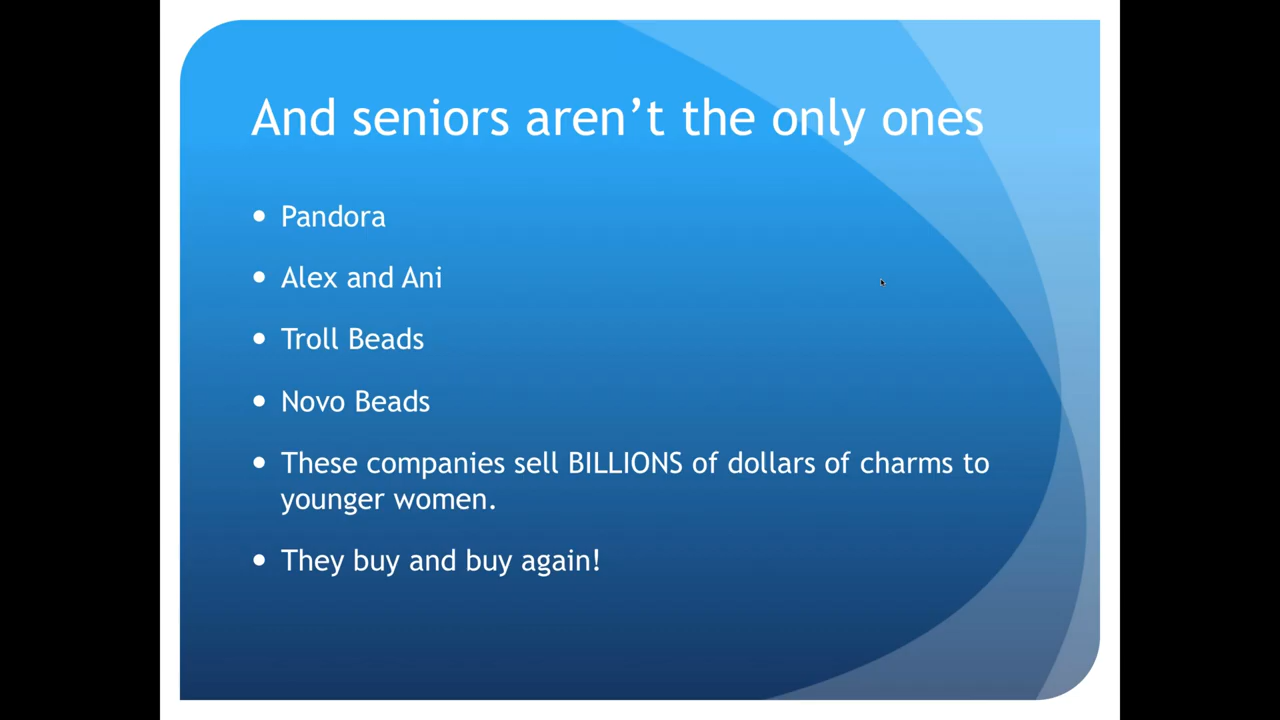 And seniors aren’t the only ones
• Pandora
• Alex and Ani
• Troll Beads
• Novo Beads
• These companies sell BILLIONS of dollars of charms to
younger women.
• They buy and buy again!